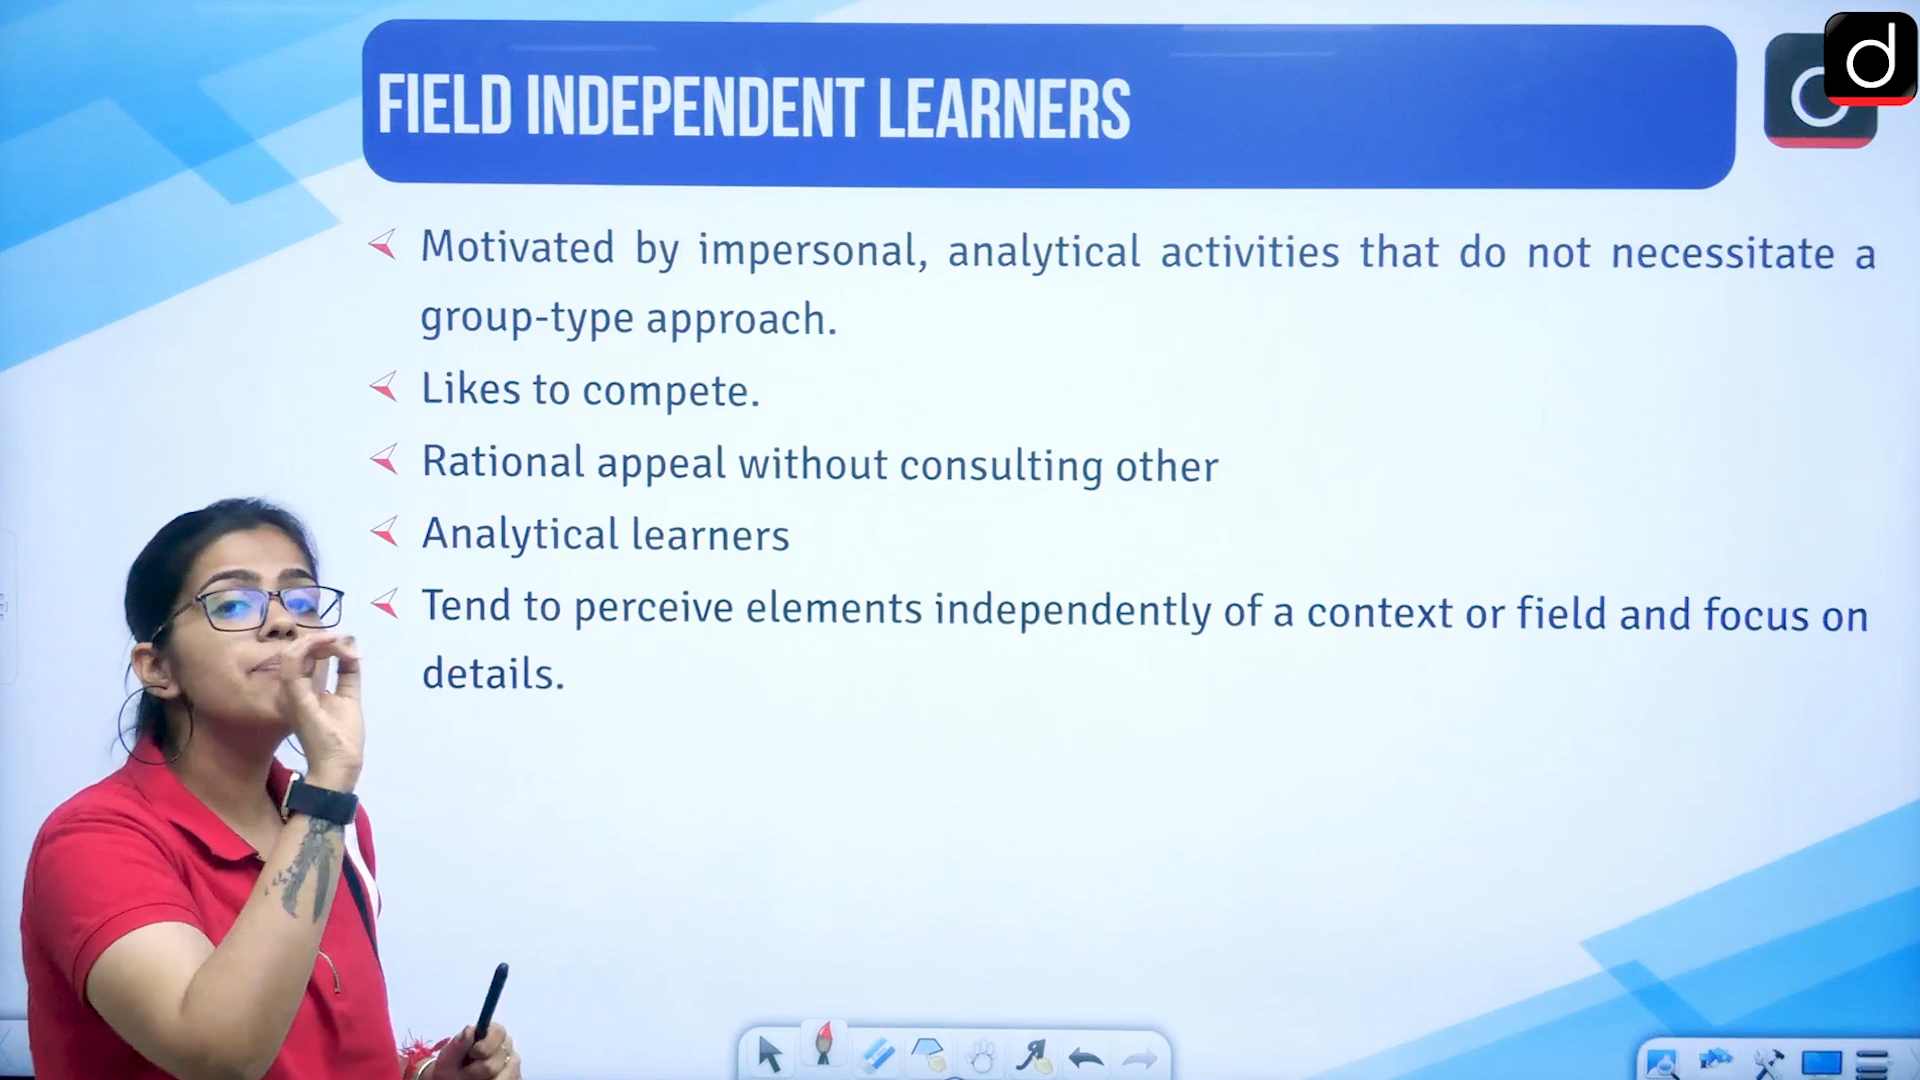 FIELD INDEPENDENT LEARNERS
d
Motivated by impersonal, analytical activities that do not necessitate a
group-type approach.
Likes to compete.
Rational appeal without consulting other
Analytical learners
Tend to perceive elements independently of a context or field and focus on
details.